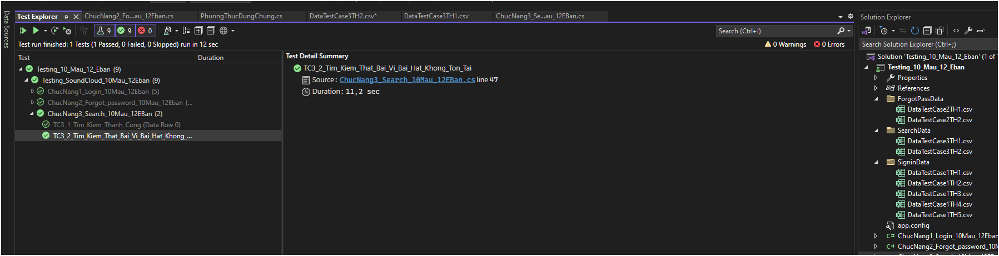 Data Sources
Test Explorer
ChucNang2_Fo...au_12Eban.cs
PhuongThucDungChung.cs
DataTestCase3TH2.csv*
DataTestCase3TH1.csv
ChucNang3_Se...au_12EBan.cs
9 9 0
Search (Ctrl+I)
Test run finished: 1 Tests (1 Passed, 0 Failed, 0 Skipped) run in 12 sec
0 Warnings 0 Errors
Test Duration
Testing_10_Mau_12_Eban (9)
Testing_SoundCloud_10Mau_12Eban (9)
ChucNang1_Login_10Mau_12Eban (5)
ChucNang2_Forgot_password_10Mau_12Eban (...
ChucNang3_Search_10Mau_12EBan (2)
TC3_1_Tim_Kiem_Thanh_Cong (Data Row 0)
TC3_2_Tim_Kiem_That_Bai_Vi_Bai_Hat_Khong_...
Test Detail Summary
TC3_2_Tim_Kiem_That_Bai_Vi_Bai_Hat_Khong_Ton_Tai
Source: ChucNang3_Search_10Mau_12EBan.cs line 47
Duration: 11,2 sec
Solution Explorer
Search Solution Explorer (Ctrl+;)
Solution 'Testing_10_Mau_12_Eban' (1 of
Testing_10_Mau_12_Eban
Properties
References
ForgotPassData
DataTestCase2TH1.csv
DataTestCase2TH2.csv
SearchData
DataTestCase3TH1.csv
DataTestCase3TH2.csv
SigninData
DataTestCase1TH1.csv
DataTestCase1TH2.csv
DataTestCase1TH3.csv
DataTestCase1TH4.csv
DataTestCase1TH5.csv
app.config
C# ChucNang1_Login_10Mau_12Eban
C# ChucNang2_Forgot_password_10M